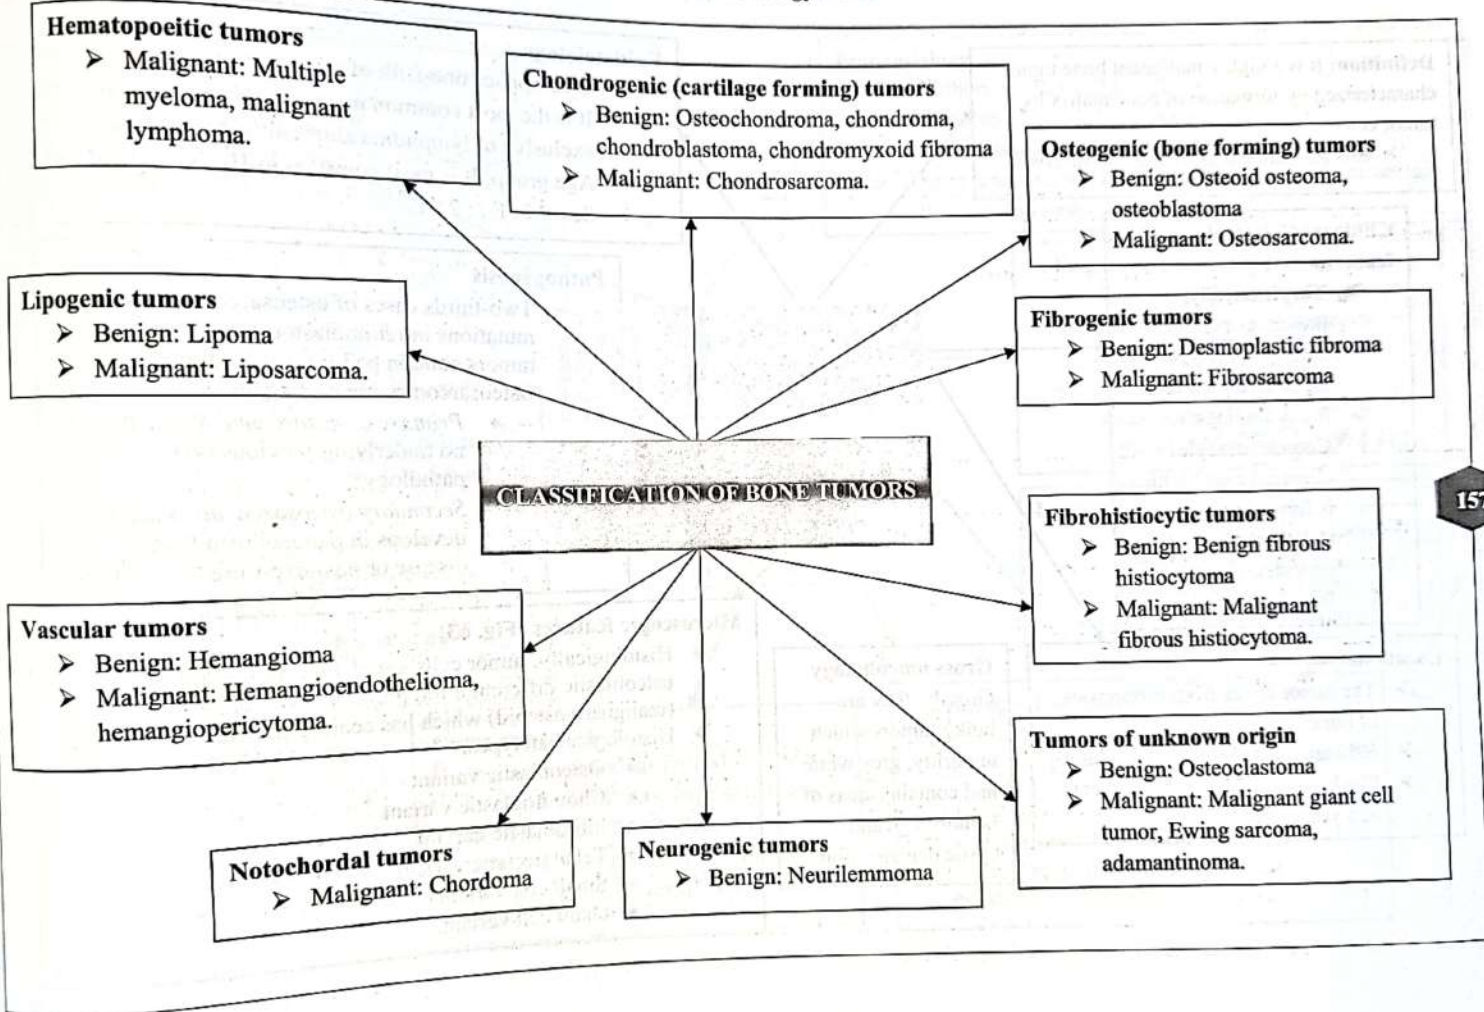 Hematopoeitic tumors
➢ Malignant: Multiple
myeloma, malignant
lymphoma.
Chondrogenic (cartilage forming) tumors
➢ Benign: Osteochondroma, chondroma,
chondroblastoma, chondromyxoid fibroma
➢ Malignant: Chondrosarcoma.
Osteogenic (bone forming) tumors
➢ Benign: Osteoid osteoma,
osteoblastoma
➢ Malignant: Osteosarcoma.
Lipogenic tumors
➢ Benign: Lipoma
➢ Malignant: Liposarcoma.
Fibrogenic tumors
➢ Benign: Desmoplastic fibroma
➢ Malignant: Fibrosarcoma
CLASSIFICATION OF BONE TUMORS
157
Fibrohistiocytic tumors
➢ Benign: Benign fibrous
histiocytoma
➢ Malignant: Malignant
fibrous histiocytoma.
Vascular tumors
➢ Benign: Hemangioma
➢ Malignant: Hemangioendothelioma,
hemangiopericytoma.
Tumors of unknown origin
➢ Benign: Osteoclastoma
➢ Malignant: Malignant giant cell
tumor, Ewing sarcoma,
adamantinoma.
Notochordal tumors
➢ Malignant: Chordoma
Neurogenic tumors
➢ Benign: Neurilemmoma